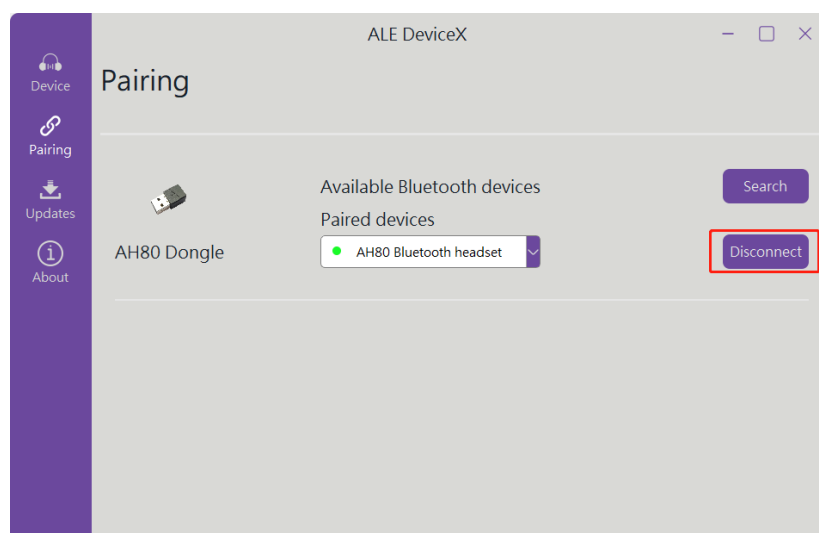 ALE DeviceX
Device
Pairing
Pairing
Updates
About
Available Bluetooth devices
Search
Paired devices
AH80 Dongle
AH80 Bluetooth headset
Disconnect